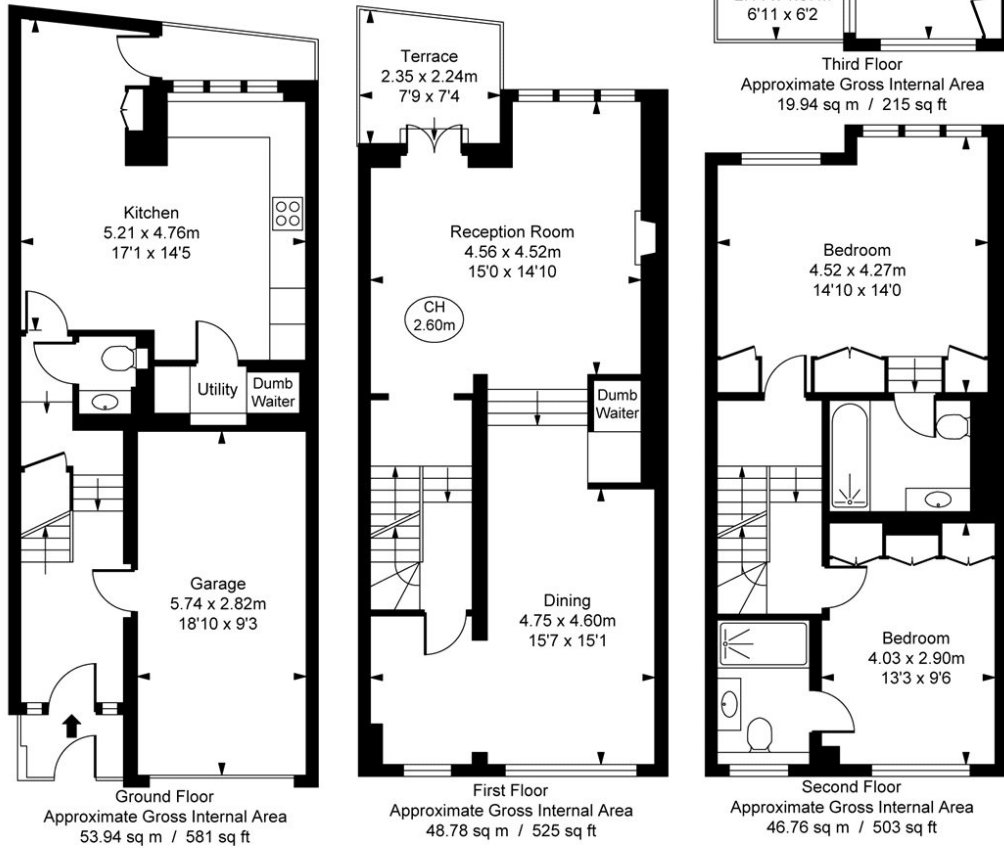 Kitchen
5.21 x 4.76m
17'1 x 14'5
Utility
Dumb
Waiter
Garage
5.74 x 2.82m
18'10 x 9'3
Ground Floor
Approximate Gross Internal Area
53.94 sq m / 581 sq ft
Terrace
2.35 x 2.24m
7'9 x 7'4
Reception Room
4.56 x 4.52m
15'0 x 14'10
CH
2.60m
Dumb
Waiter
Dining
4.75 x 4.60m
15'7 x 15'1
First Floor
Approximate Gross Internal Area
48.78 sq m / 525 sq ft
6'11 x 6'2
Third Floor
Approximate Gross Internal Area
19.94 sq m / 215 sq ft
Bedroom
4.52 x 4.27m
14'10 x 14'0
Bedroom
4.03 x 2.90m
13'3 x 9'6
Second Floor
Approximate Gross Internal Area
46.76 sq m / 503 sq ft